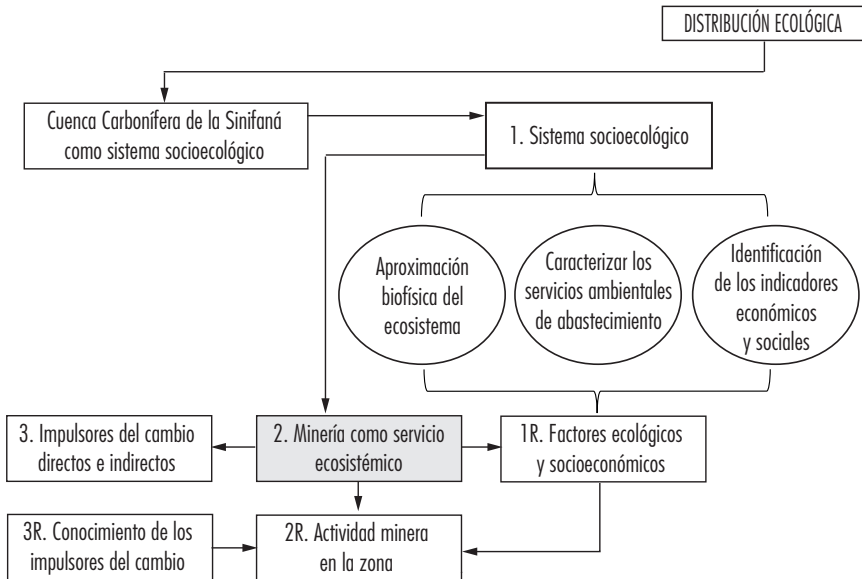 DISTRIBUCIÓN ECOLÓGICA
Cuenca Carbonífera de la Sinifaná
como sistema socioecológico
1. Sistema socioecológico
Aproximación
biofísica del
ecosistema
Caracterizar los
servicios ambientales
de abastecimiento
Identificación
de los indicadores
económicos
y sociales
3. Impulsores del cambio
directos e indirectos
2. Minería como servicio
ecosistémico
1R. Factores ecológicos
y socioeconómicos
3R. Conocimiento de los
impulsores del cambio
2R. Actividad minera
en la zona